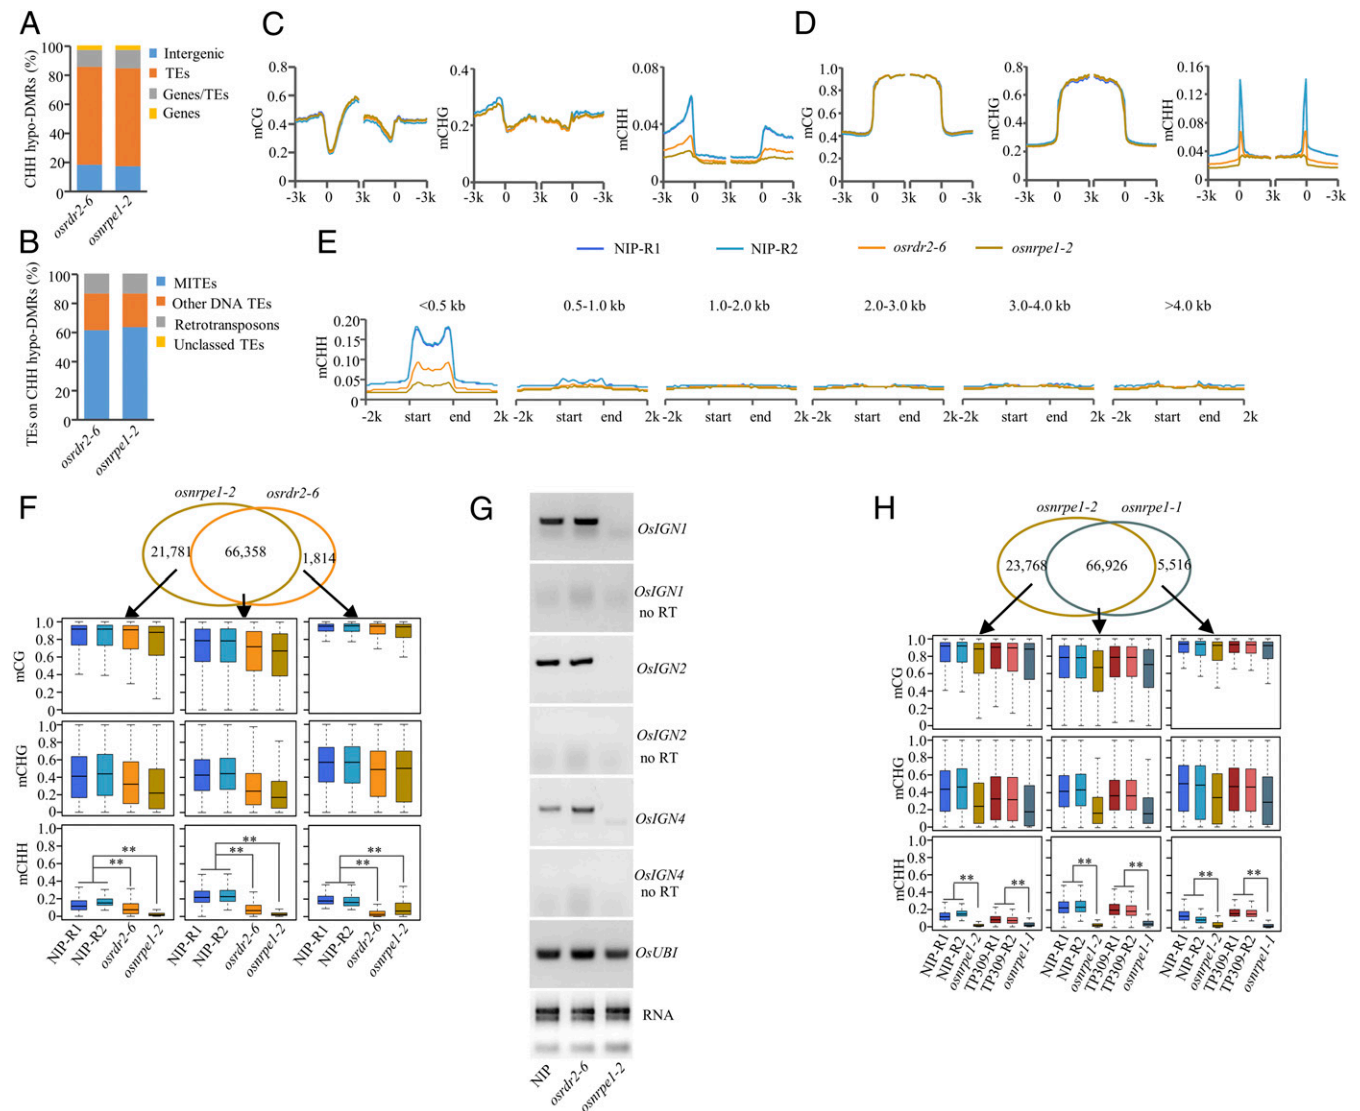 A
CHH hypo-DMRs (%)
100
80
60
40
20
0
osrdr2-6
osnrpe1-2
Intergenic
TEs
Genes/TEs
Genes
B
TEs on CHH hypo-DMRs (%)
100
80
60
40
20
0
osrdr2-6
osnrpe1-2
MITEs
Other DNA TEs
Retrotransposons
Unclassed TEs
C
mCG
0.8
0.6
0.4
0.2
0
-3k 0 3k 0 -3k
mCHG
0.4
0.2
0
-3k 0 3k 0 -3k
mCHH
0.08
0.04
0
-3k 0 3k 0 -3k
D
mCG
1.0
0.8
0.6
0.4
0.2
0
-3k 0 3k 0 -3k
mCHG
0.8
0.6
0.4
0.2
0
-3k 0 3k 0 -3k
mCHH
0.16
0.12
0.08
0.04
0
-3k 0 3k 0 -3k
E
NIP-R1 NIP-R2 osrdr2-6 osnrpe1-2
<0.5 kb 0.5-1.0 kb 1.0-2.0 kb 2.0-3.0 kb 3.0-4.0 kb >4.0 kb
mCHH
0.20
0.15
0.10
0.05
0
-2k start end 2k -2k start end 2k -2k start end 2k -2k start end 2k -2k start end 2k -2k start end 2k
F
osnrpe1-2 osrdr2-6
21,781 66,358 1,814
mCG
1.0
0.8
0.6
0.4
0.2
0
mCHG
1.0
0.8
0.6
0.4
0.2
0
mCHH
1.0
0.8
0.6
0.4
0.2
0
** ** ** ** ** **
NIP-R1 NIP-R2 osrdr2-6 osnrpe1-2 NIP-R1 NIP-R2 osrdr2-6 osnrpe1-2 NIP-R1 NIP-R2 osrdr2-6 osnrpe1-2
G
OsIGN1
OsIGN1
no RT
OsIGN2
OsIGN2
no RT
OsIGN4
OsIGN4
no RT
OsUBI
RNA
NIP osrdr2-6 osnrpe1-2
H
osnrpe1-2 osnrpe1-1
23,768 66,926 5,516
mCG
1.0
0.8
0.6
0.4
0.2
0
mCHG
1.0
0.8
0.6
0.4
0.2
0
mCHH
1.0
0.8
0.6
0.4
0.2
0
** ** ** ** ** **
NIP-R1 NIP-R2 osnrpe1-2 TP309-R1 TP309-R2 osnrpe1-1 NIP-R1 NIP-R2 osnrpe1-2 TP309-R1 TP309-R2 osnrpe1-1 NIP-R1 NIP-R2 osnrpe1-2 TP309-R1 TP309-R2 osnrpe1-1